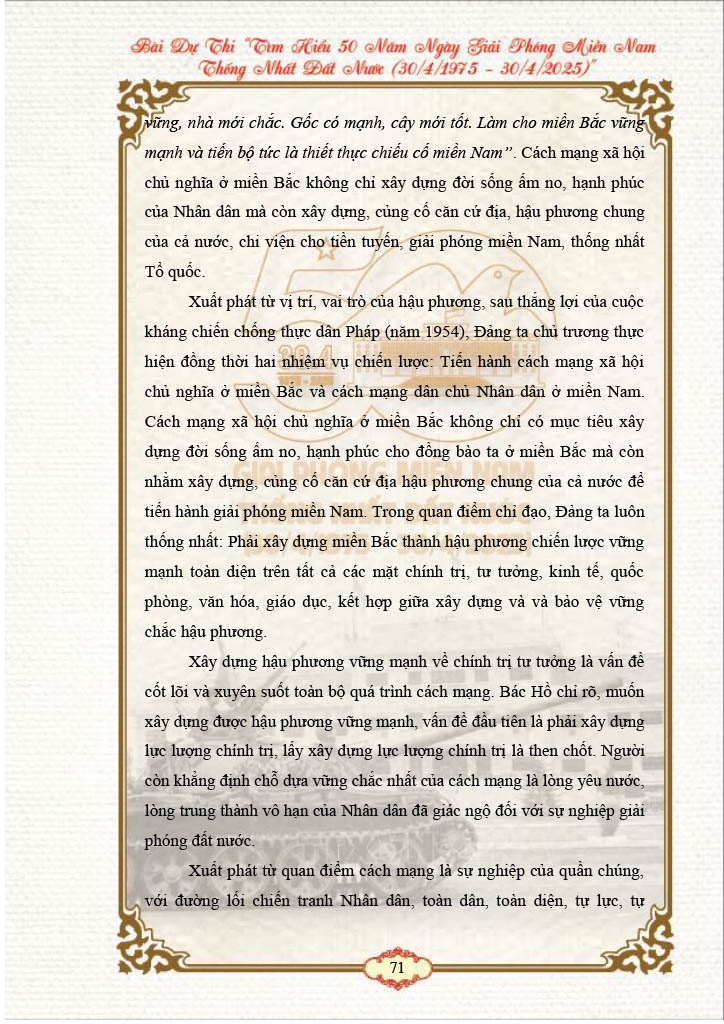 Bài Dự Thi “Tìm Hiểu 50 Năm Ngày Giải Phóng Miền Nam
Thống Nhất Đất Nước (30/4/1975 – 30/4/2025)”
vững, nhà mới chắc. Gốc có mạnh, cây mới tốt. Làm cho miền Bắc vững
mạnh và tiến bộ tức là thiết thực chiếu cố miền Nam”. Cách mạng xã hội
chủ nghĩa ở miền Bắc không chỉ xây dựng đời sống ấm no, hạnh phúc
của Nhân dân mà còn xây dựng, củng cố căn cứ địa, hậu phương chung
của cả nước, chi viện cho tiền tuyến, giải phóng miền Nam, thống nhất
Tổ quốc.
Xuất phát từ vị trí, vai trò của hậu phương, sau thắng lợi của cuộc
kháng chiến chống thực dân Pháp (năm 1954), Đảng ta chủ trương thực
hiện đồng thời hai nhiệm vụ chiến lược: Tiến hành cách mạng xã hội
chủ nghĩa ở miền Bắc và cách mạng dân chủ Nhân dân ở miền Nam.
Cách mạng xã hội chủ nghĩa ở miền Bắc không chỉ có mục tiêu xây
dựng đời sống ấm no, hạnh phúc cho đồng bào ta ở miền Bắc mà còn
nhằm xây dựng, củng cố căn cứ địa hậu phương chung của cả nước để
tiến hành giải phóng miền Nam. Trong quan điểm chỉ đạo, Đảng ta luôn
thống nhất: Phải xây dựng miền Bắc thành hậu phương chiến lược vững
mạnh toàn diện trên tất cả các mặt chính trị, tư tưởng, kinh tế, quốc
phòng, văn hóa, giáo dục, kết hợp giữa xây dựng và và bảo vệ vững
chắc hậu phương.
Xây dựng hậu phương vững mạnh về chính trị tư tưởng là vấn đề
cốt lõi và xuyên suốt toàn bộ quá trình cách mạng. Bác Hồ chỉ rõ, muốn
xây dựng được hậu phương vững mạnh, vấn đề đầu tiên là phải xây dựng
lực lượng chính trị, lấy xây dựng lực lượng chính trị là then chốt. Người
còn khẳng định chỗ dựa vững chắc nhất của cách mạng là lòng yêu nước,
lòng trung thành vô hạn của Nhân dân đã giác ngộ đối với sự nghiệp giải
phóng đất nước.
Xuất phát từ quan điểm cách mạng là sự nghiệp của quần chúng,
với đường lối chiến tranh Nhân dân, toàn dân, toàn diện, tự lực, tự
50
30-4
GIẢI PHÓNG MIỀN NAM
THỐNG NHẤT ĐẤT NƯỚC
(30/4/1975 - 30/4/2025)
71